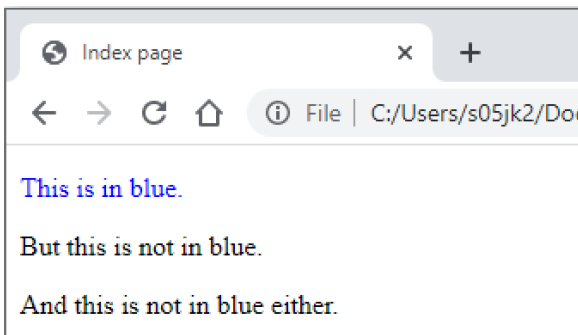 Index page
File | C:/Users/s05jk2/Do
This is in blue.
But this is not in blue.
And this is not in blue either.